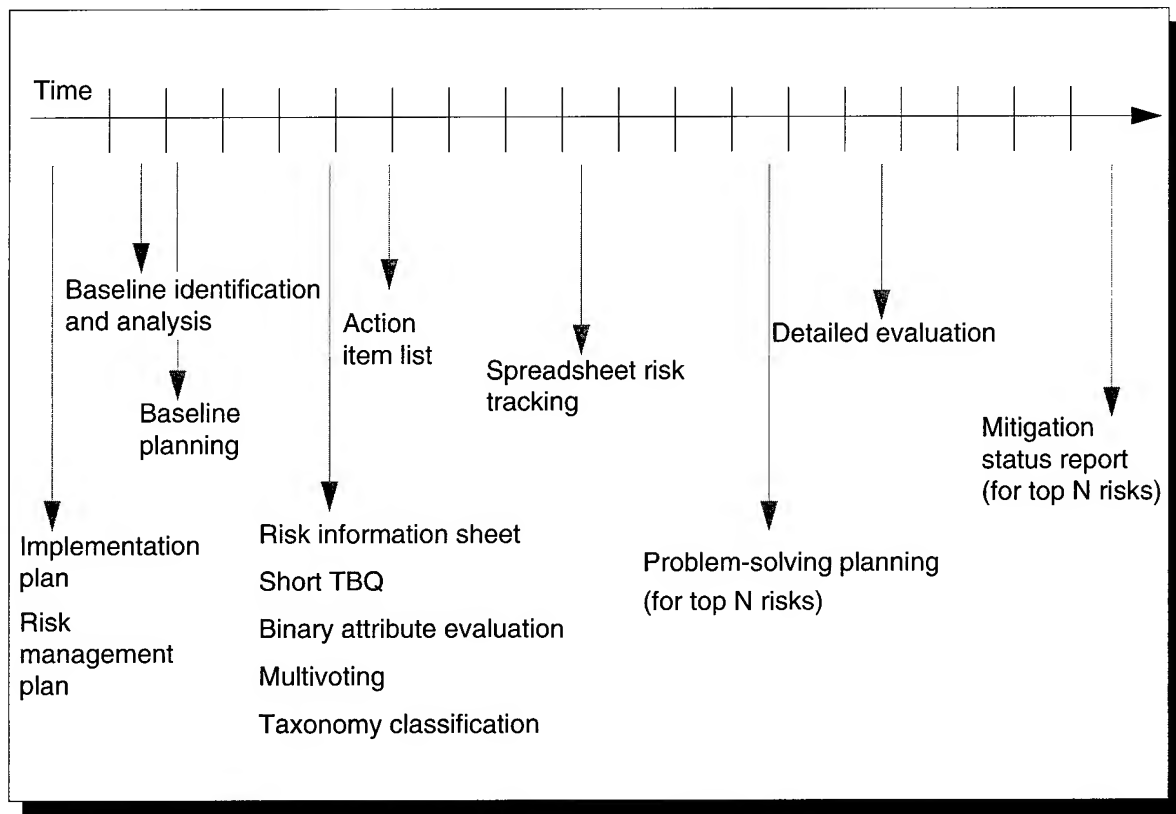 Time
Baseline identification
and analysis
Baseline
planning
Implementation
plan
Risk
management
plan
Risk information sheet
Short TBQ
Binary attribute evaluation
Multivoting
Taxonomy classification
Action
item list
Spreadsheet risk
tracking
Problem-solving planning
(for top N risks)
Detailed evaluation
Mitigation
status report
(for top N risks)